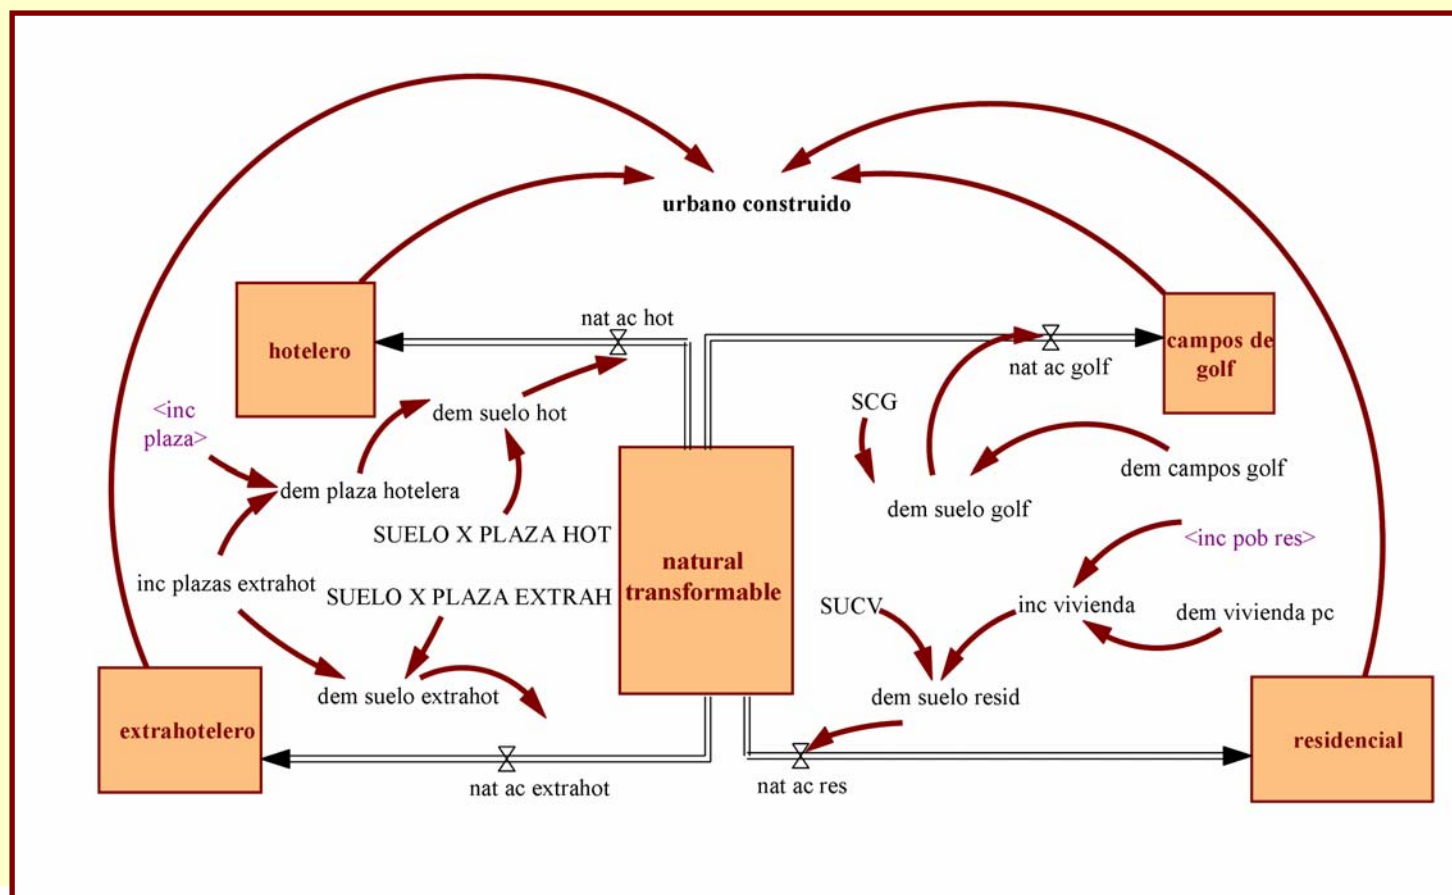 urbano construido
hotelero
nat ac hot
campos de
golf
nat ac golf
<inc
plaza>
dem suelo hot
SCG
dem plaza hotelera
dem campos golf
dem suelo golf
SUELO X PLAZA HOT
<inc pob res>
natural
transformable
inc plazas extrahot
SUELO X PLAZA EXTRAH
SUCV
inc vivienda
dem vivienda pc
dem suelo extrahot
dem suelo resid
extrahotelero
residencial
nat ac extrahot
nat ac res